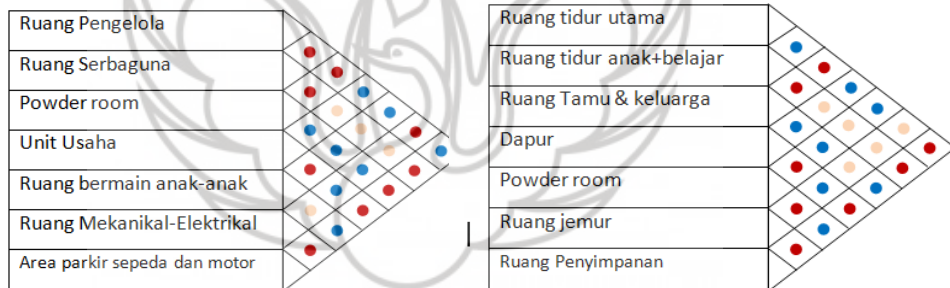 Ruang Pengelola
Ruang Serbaguna
Powder room
Unit Usaha
Ruang bermain anak-anak
Ruang Mekanikal-Elektrikal
Area parkir sepeda dan motor
Ruang tidur utama
Ruang tidur anak+belajar
Ruang Tamu & keluarga
Dapur
Powder room
Ruang jemur
Ruang Penyimpanan